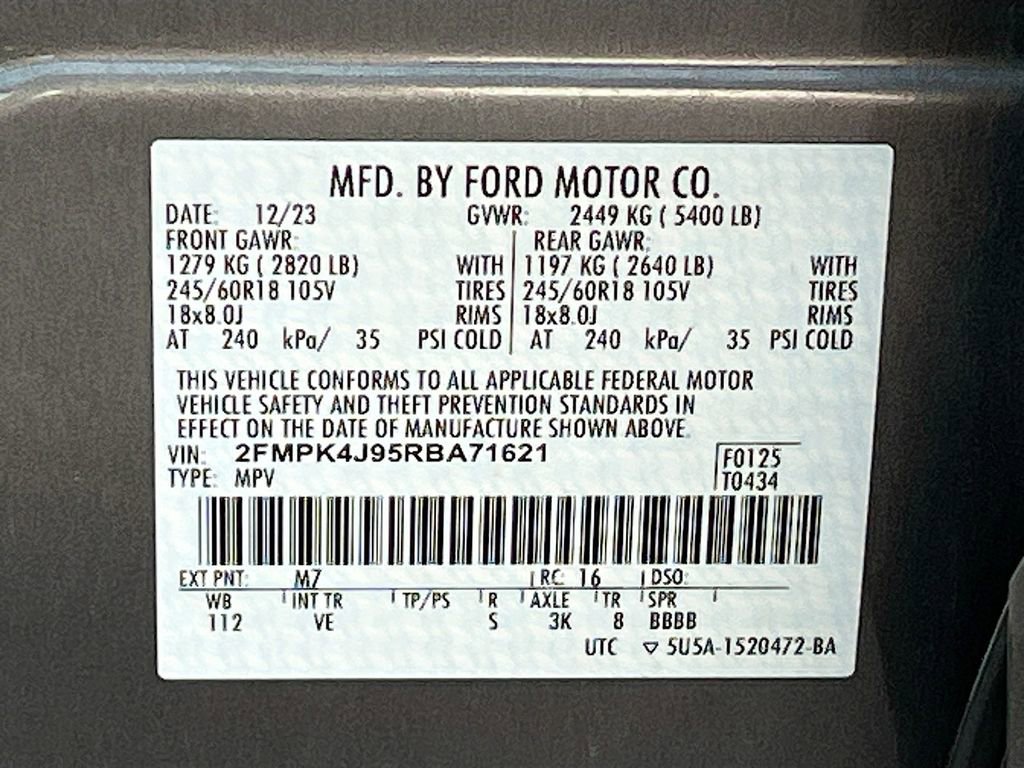 MFD. BY FORD MOTOR CO.
DATE: 12/23 GVWR: 2449 KG ( 5400 LB)
FRONT GAWR: REAR GAWR:
1279 KG ( 2820 LB) WITH 1197 KG ( 2640 LB) WITH
245/60R18 105V TIRES 245/60R18 105V TIRES
18x8.0J RIMS 18x8.0J RIMS
AT 240 kPa/ 35 PSI COLD AT 240 kPa/ 35 PSI COLD
THIS VEHICLE CONFORMS TO ALL APPLICABLE FEDERAL MOTOR
VEHICLE SAFETY AND THEFT PREVENTION STANDARDS IN
EFFECT ON THE DATE OF MANUFACTURE SHOWN ABOVE.
VIN: 2FMPK4J95RBA71621 F0125
TYPE: MPV T0434
EXT PNT: M7 RC: 16 DSO:
WB INT TR TP/PS R AXLE TR SPR
112 VE S 3K 8 BBBB
UTC ▽ 5U5A-1520472-BA